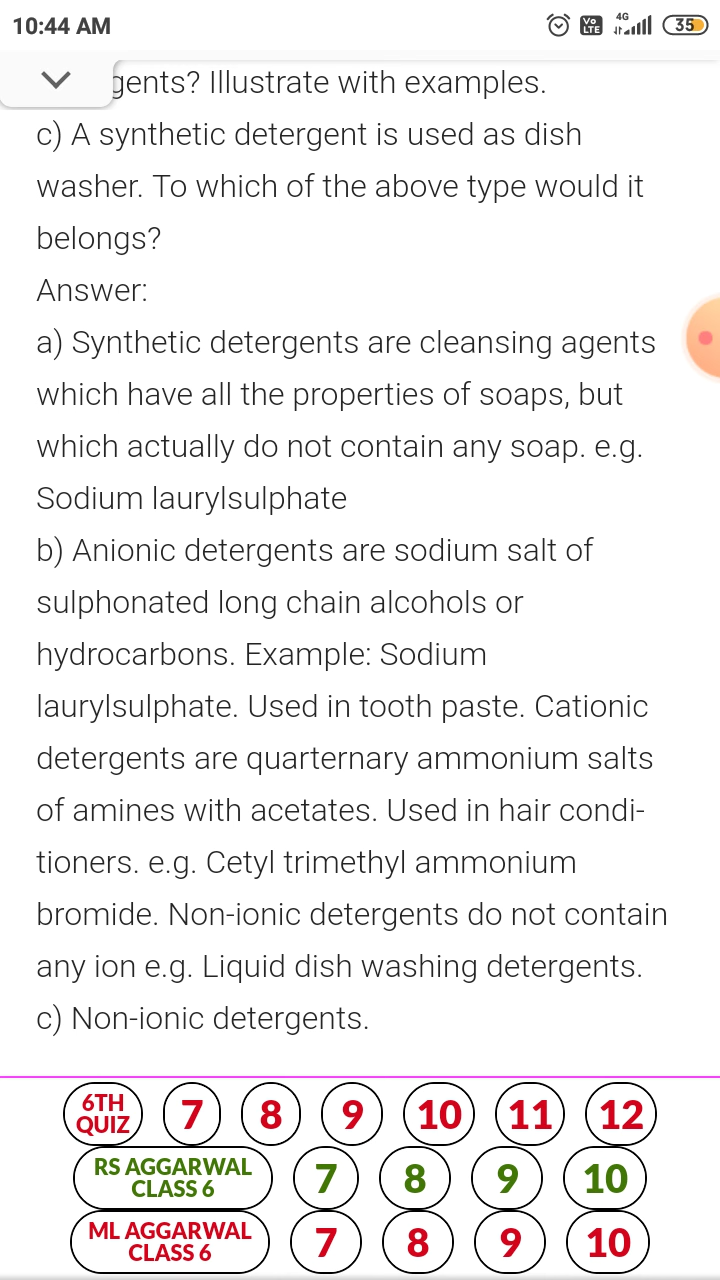 10:44 AM
Vo LTE 4G 35
gents? Illustrate with examples.
c) A synthetic detergent is used as dish
washer. To which of the above type would it
belongs?
Answer:
a) Synthetic detergents are cleansing agents
which have all the properties of soaps, but
which actually do not contain any soap. e.g.
Sodium laurylsulphate
b) Anionic detergents are sodium salt of
sulphonated long chain alcohols or
hydrocarbons. Example: Sodium
laurylsulphate. Used in tooth paste. Cationic
detergents are quarternary ammonium salts
of amines with acetates. Used in hair condi-
tioners. e.g. Cetyl trimethyl ammonium
bromide. Non-ionic detergents do not contain
any ion e.g. Liquid dish washing detergents.
c) Non-ionic detergents.
6TH QUIZ 7 8 9 10 11 12
RS AGGARWAL CLASS 6 7 8 9 10
ML AGGARWAL CLASS 6 7 8 9 10